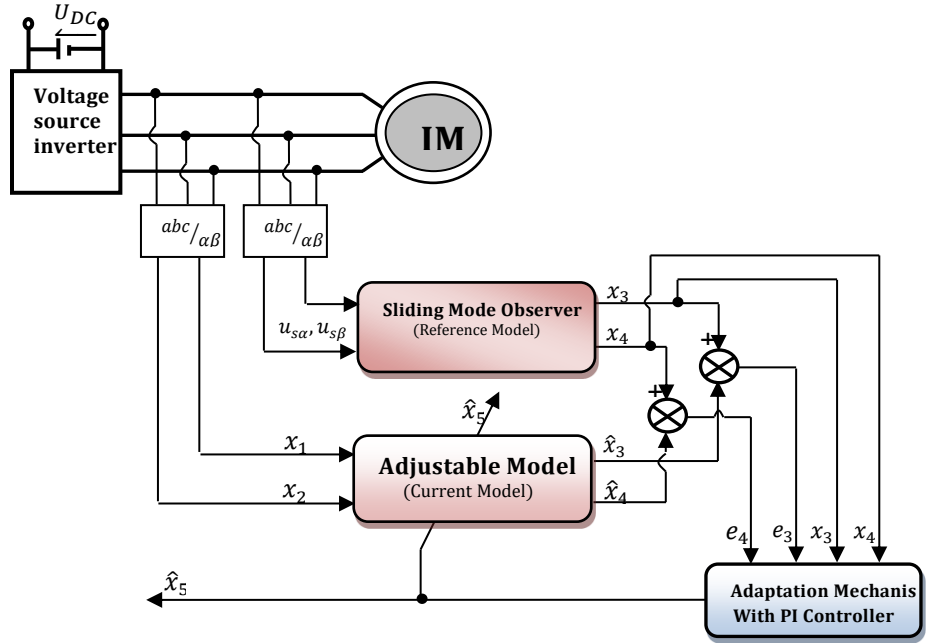 U_DC
Voltage
source
inverter
IM
abc/αβ
abc/αβ
Sliding Mode Observer
(Reference Model)
u_sα, u_sβ
x_3
x_4
+
+
x̂_5
x_1
x_2
Adjustable Model
(Current Model)
x̂_3
x̂_4
e_4
e_3
x_3
x_4
x̂_5
Adaptation Mechanis
With PI Controller